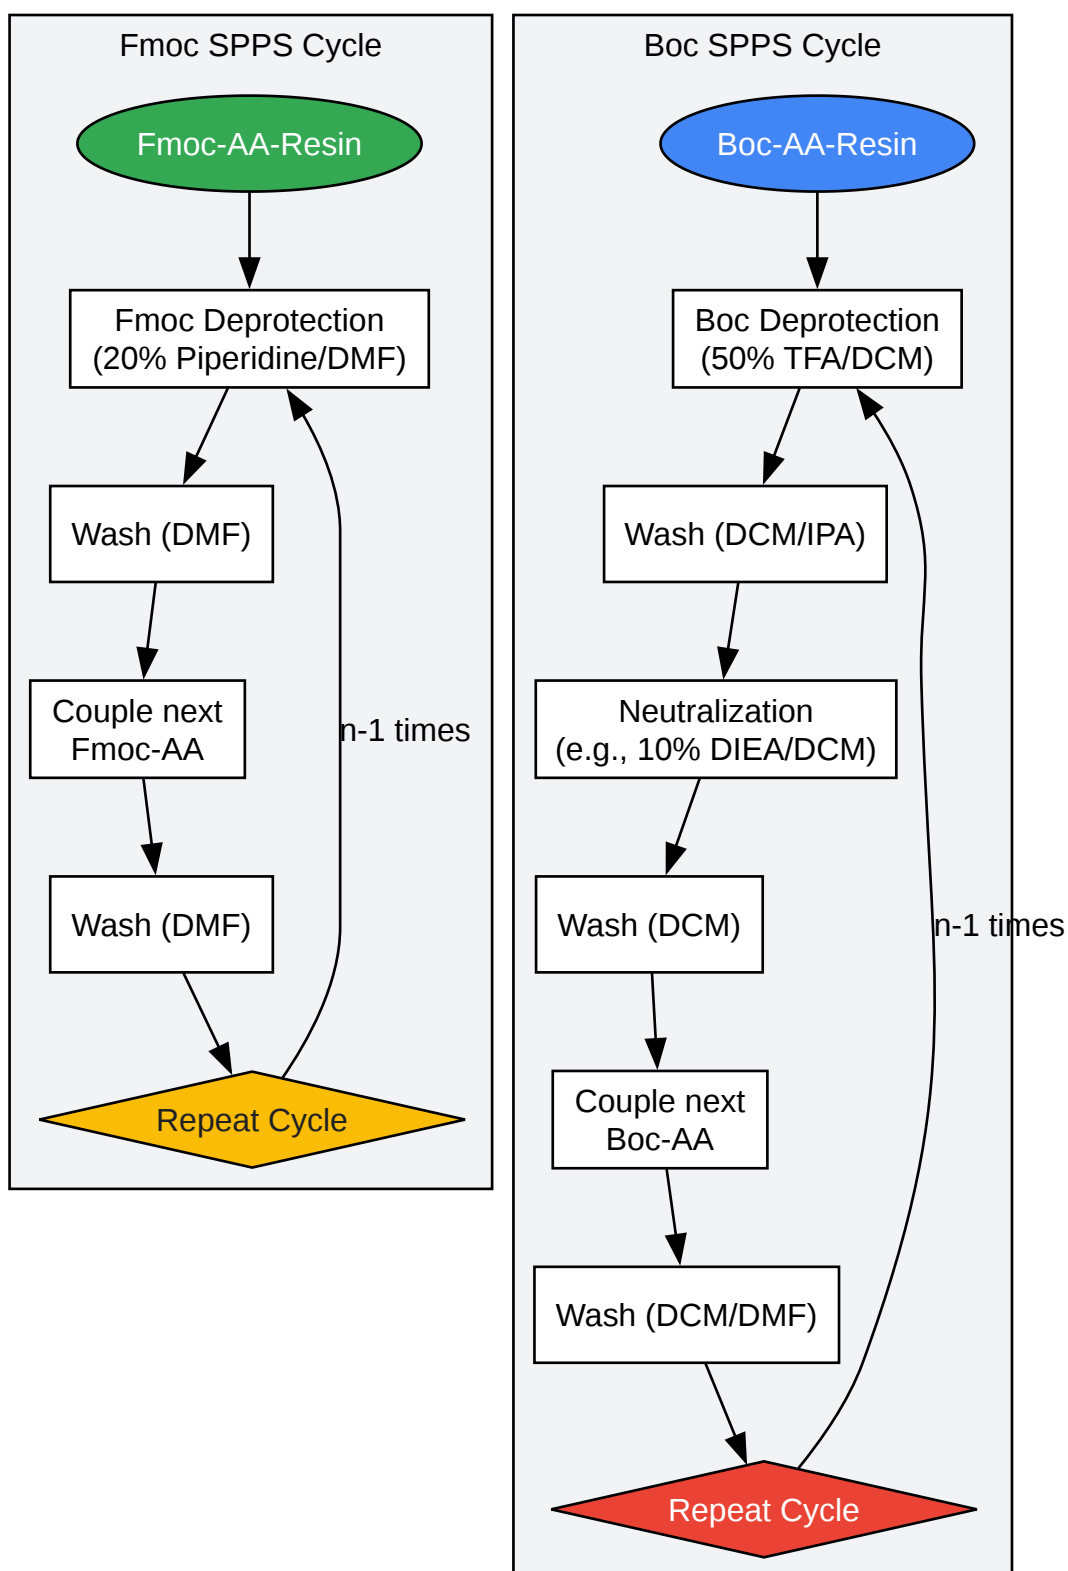 Fmoc SPPS Cycle
Fmoc-AA-Resin
Fmoc Deprotection
(20% Piperidine/DMF)
Wash (DMF)
Couple next
Fmoc-AA
n-1 times
Wash (DMF)
Repeat Cycle
Boc SPPS Cycle
Boc-AA-Resin
Boc Deprotection
(50% TFA/DCM)
Wash (DCM/IPA)
Neutralization
(e.g., 10% DIEA/DCM)
Wash (DCM)
n-1 times
Couple next
Boc-AA
Wash (DCM/DMF)
Repeat Cycle